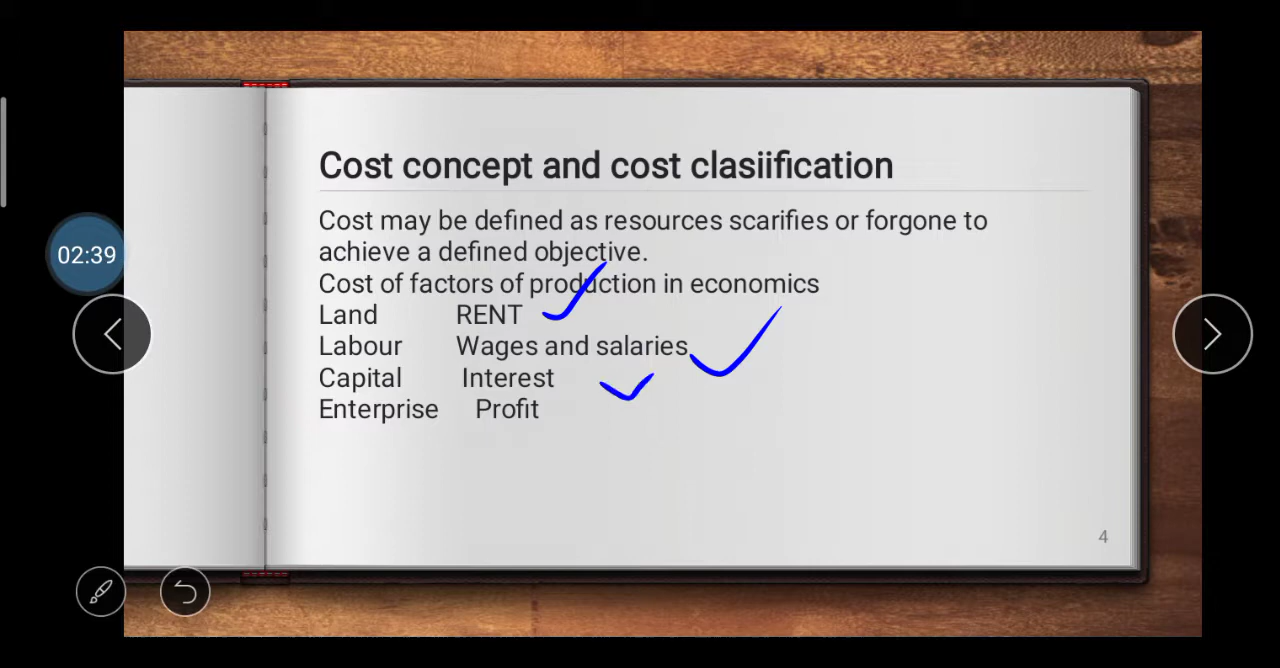 Cost concept and cost clasiification
Cost may be defined as resources scarifies or forgone to
achieve a defined objective.
Cost of factors of production in economics
Land RENT
Labour Wages and salaries
Capital Interest
Enterprise Profit
02:39
4